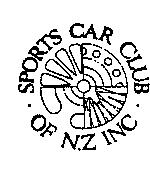 SPORTS CAR CLUB
· OF N.Z INC ·